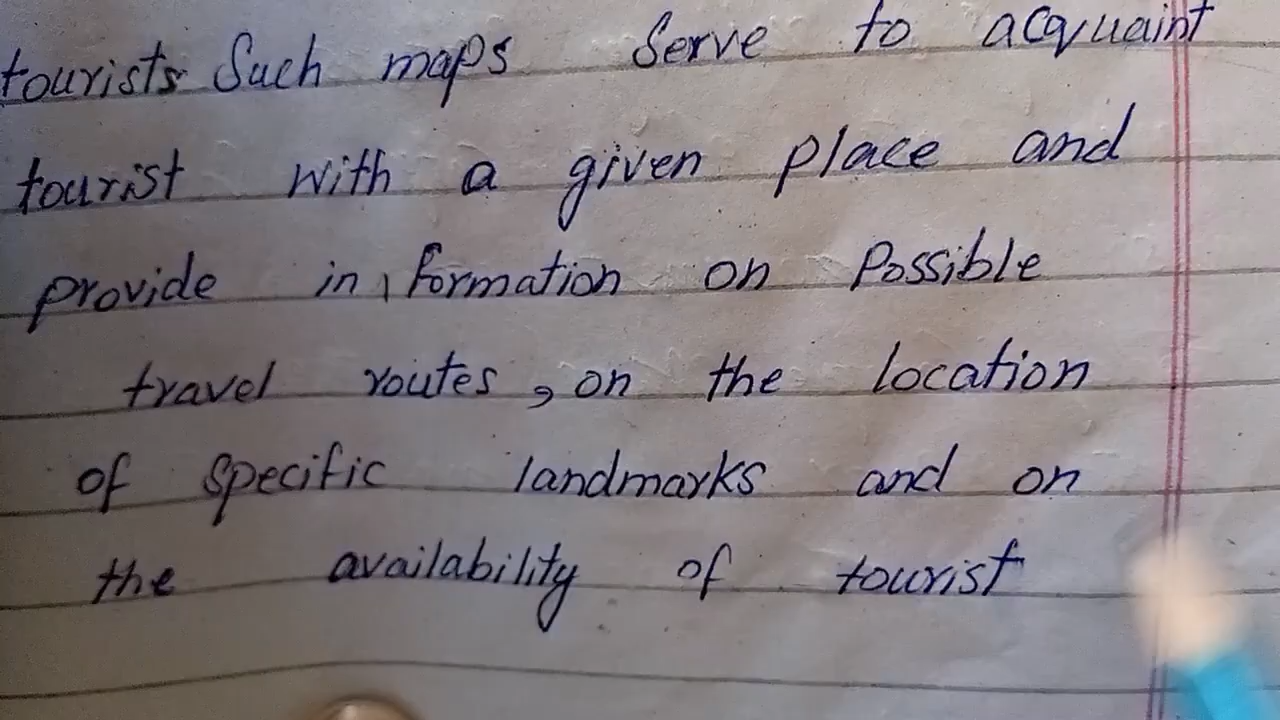 tourists Such maps Serve to acquaint
tourist with a given place and
provide in, formation on Possible
travel routes, on the location
of specific landmarks and on
the availability of tourist